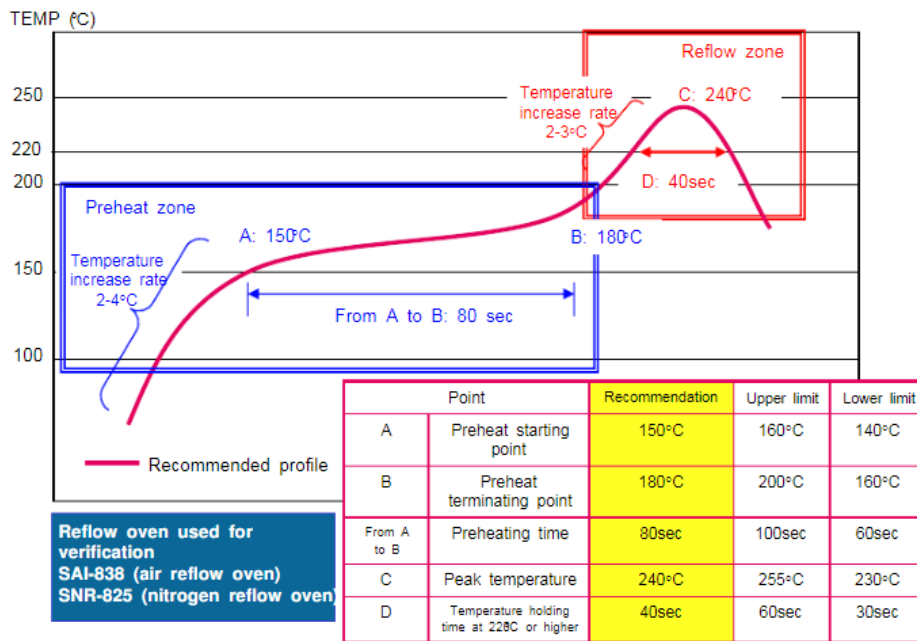 TEMP (°C)
250
220
200
150
100
Reflow zone
C: 240°C
Temperature
increase rate
2-3°C
D: 40sec
Preheat zone
A: 150°C
B: 180°C
Temperature
increase rate
2-4°C
From A to B: 80 sec
Recommended profile
Reflow oven used for
verification
SAI-838 (air reflow oven)
SNR-825 (nitrogen reflow oven)
Point Recommendation Upper limit Lower limit
A Preheat starting
point 150°C 160°C 140°C
B Preheat
terminating point 180°C 200°C 160°C
From A
to B Preheating time 80sec 100sec 60sec
C Peak temperature 240°C 255°C 230°C
D Temperature holding
time at 220°C or higher 40sec 60sec 30sec